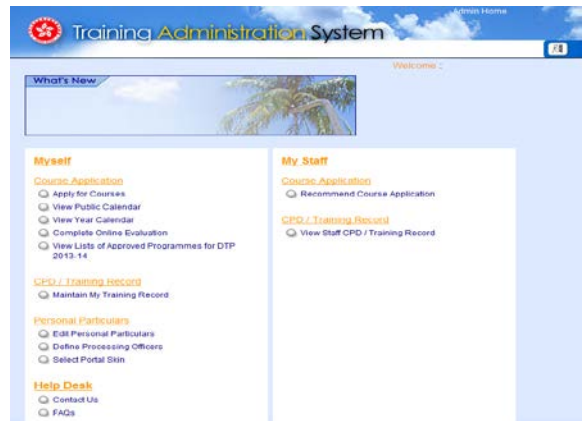 Admin Home
Training Administration System
Welcome :
What's New
Myself
Course Application
Apply for Courses
View Public Calendar
View Year Calendar
Complete Online Evaluation
View Lists of Approved Programmes for DTP
2013-14
CPD / Training Record
Maintain My Training Record
Personal Particulars
Edit Personal Particulars
Define Processing Officers
Select Portal Skin
Help Desk
Contact Us
FAQs
My Staff
Course Application
Recommend Course Application
CPD / Training Record
View Staff CPD / Training Record